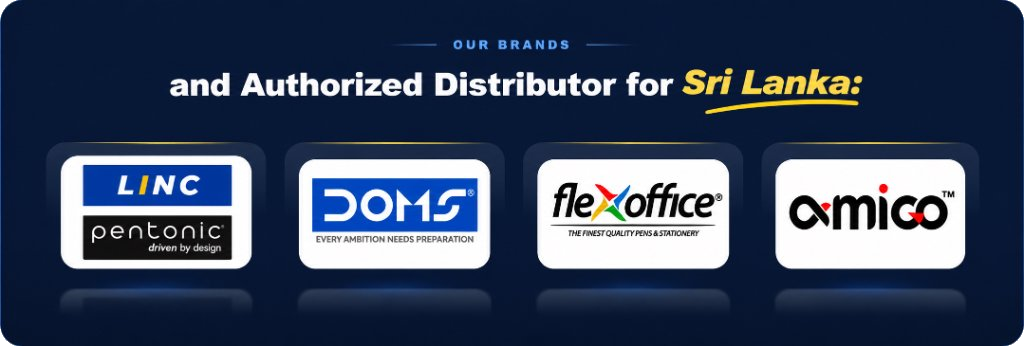 OUR BRANDS
and Authorized Distributor for Sri Lanka:
LINC
pentonic®
driven by design
DOMS®
EVERY AMBITION NEEDS PREPARATION
flexoffice®
THE FINEST QUALITY PENS & STATIONERY
amigo™